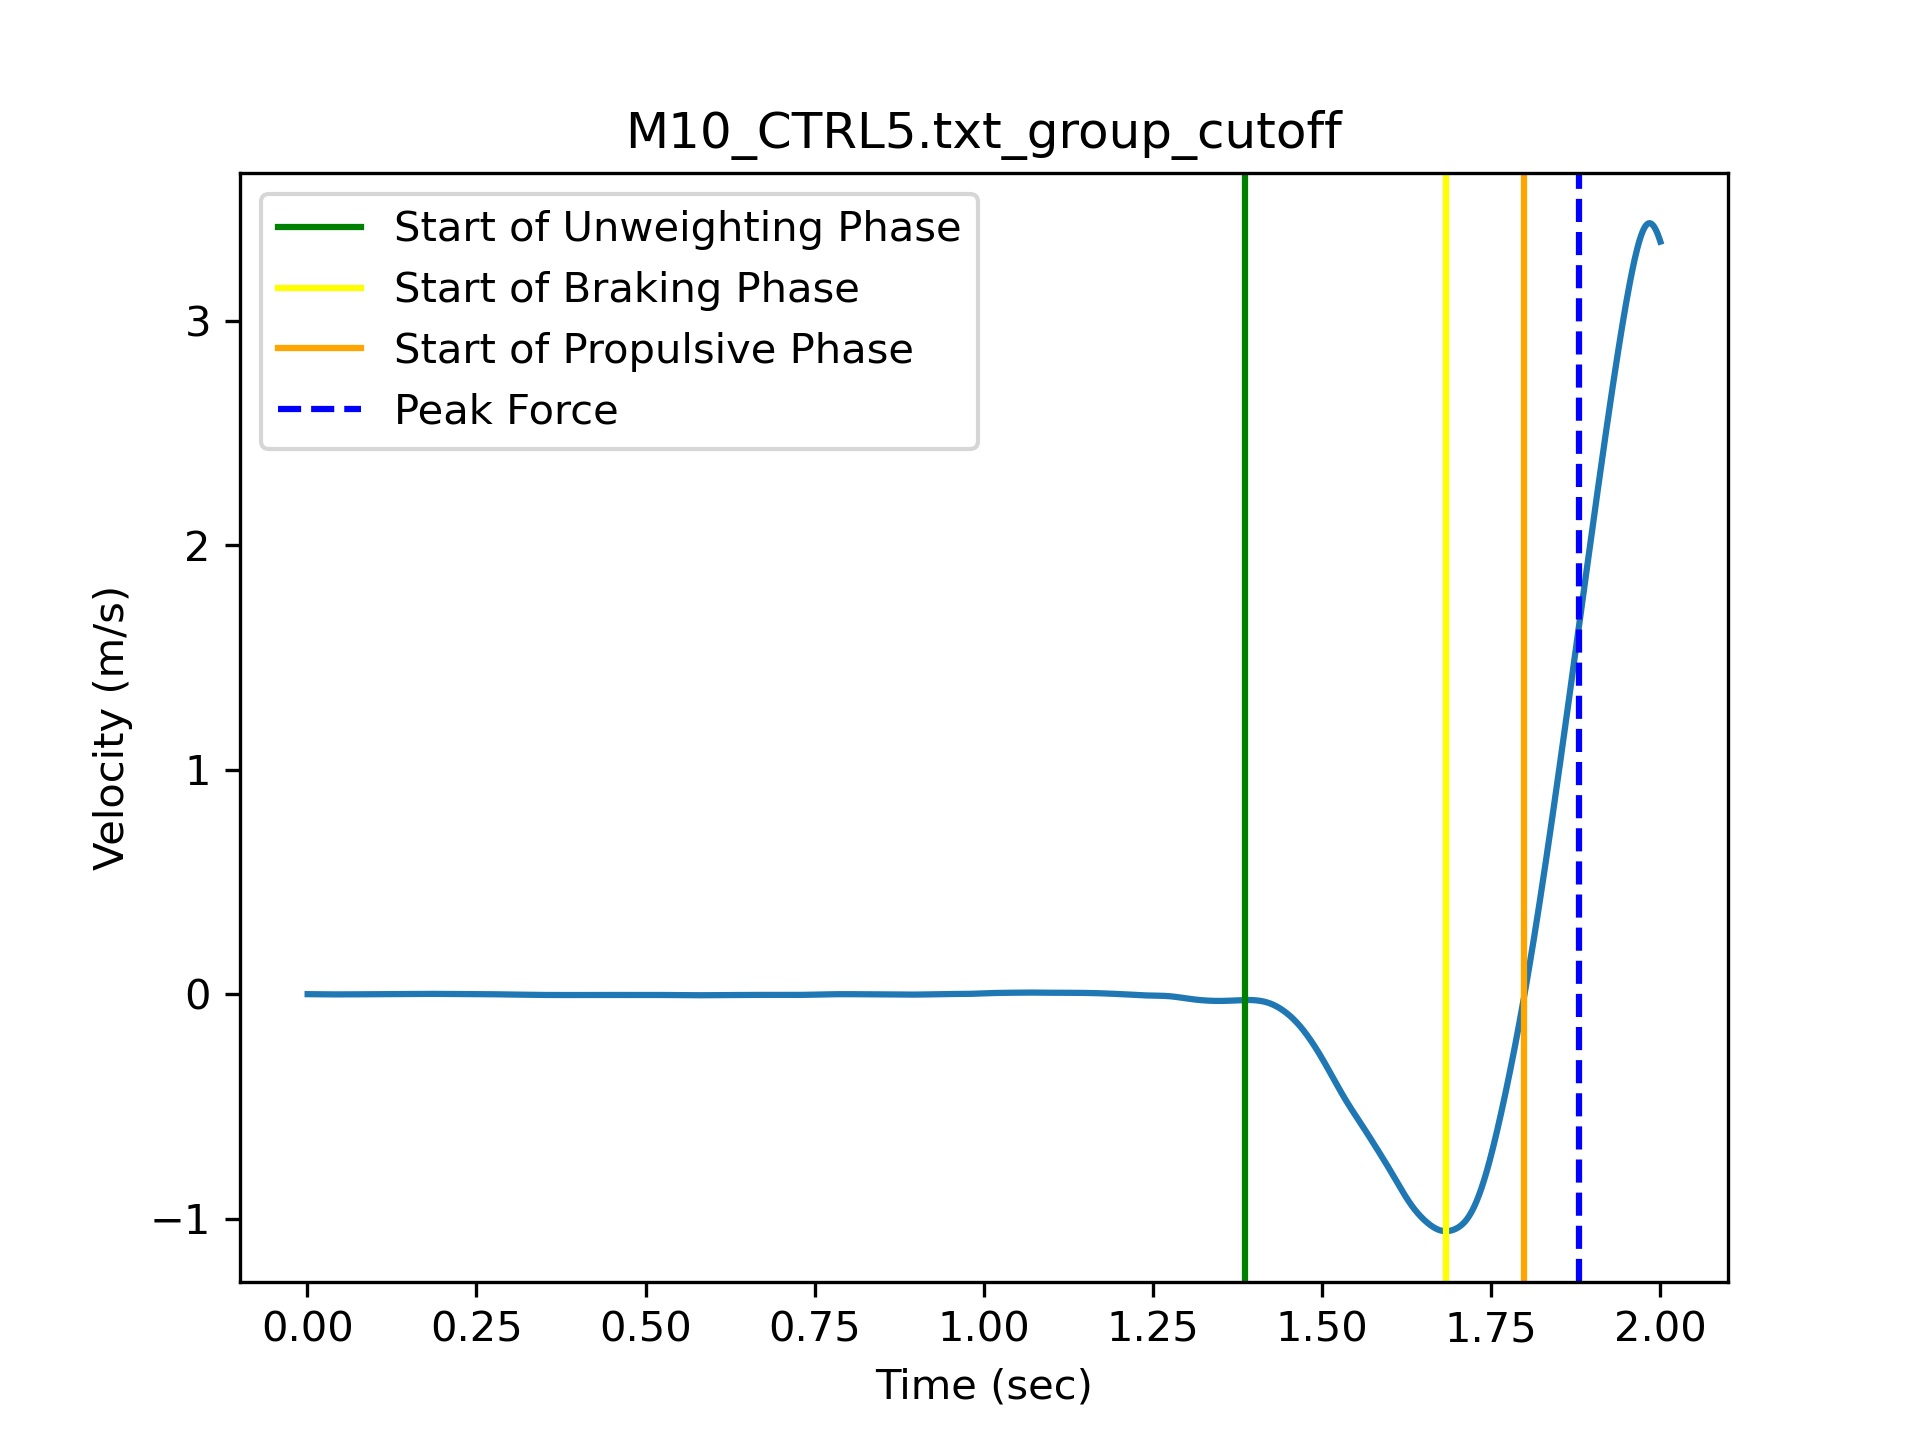 M10_CTRL5.txt_group_cutoff
Start of Unweighting Phase
Start of Braking Phase
Start of Propulsive Phase
Peak Force
3
2
1
0
−1
Velocity (m/s)
0.00 0.25 0.50 0.75 1.00 1.25 1.50 1.75 2.00
Time (sec)